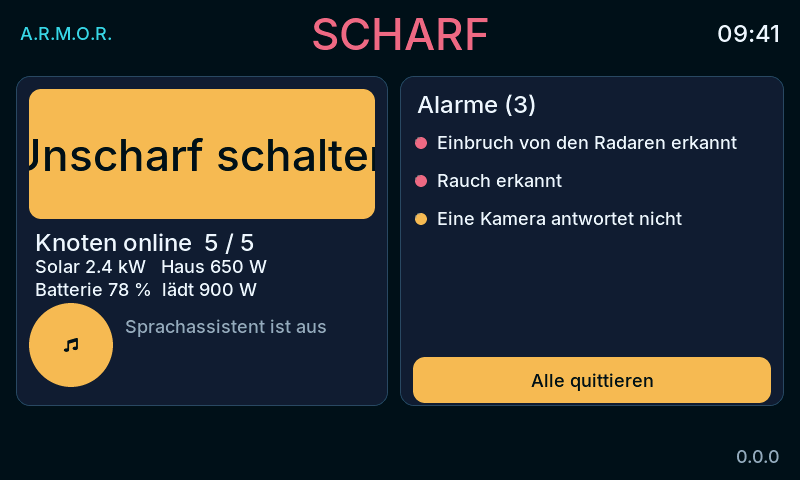 A.R.M.O.R.
SCHARF
09:41
Unscharf schalten
Knoten online 5 / 5
Solar 2.4 kW Haus 650 W
Batterie 78 % lädt 900 W
Sprachassistent ist aus
Alarme (3)
Einbruch von den Radaren erkannt
Rauch erkannt
Eine Kamera antwortet nicht
Alle quittieren
0.0.0